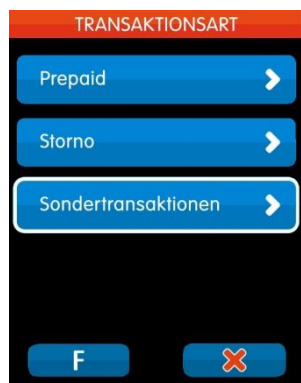 TRANSAKTIONSART
Prepaid
Storno
Sondertransaktionen
F